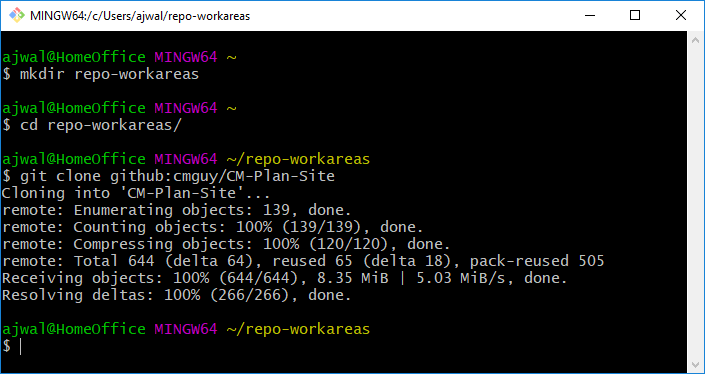 MINGW64:/c/Users/ajwal/repo-workareas
ajwal@HomeOffice MINGW64 ~
$ mkdir repo-workareas
ajwal@HomeOffice MINGW64 ~
$ cd repo-workareas/
ajwal@HomeOffice MINGW64 ~/repo-workareas
$ git clone github:cmguy/CM-Plan-Site
Cloning into 'CM-Plan-Site'...
remote: Enumerating objects: 139, done.
remote: Counting objects: 100% (139/139), done.
remote: Compressing objects: 100% (120/120), done.
remote: Total 644 (delta 64), reused 65 (delta 18), pack-reused 505
Receiving objects: 100% (644/644), 8.35 MiB | 5.03 MiB/s, done.
Resolving deltas: 100% (266/266), done.
ajwal@HomeOffice MINGW64 ~/repo-workareas
$